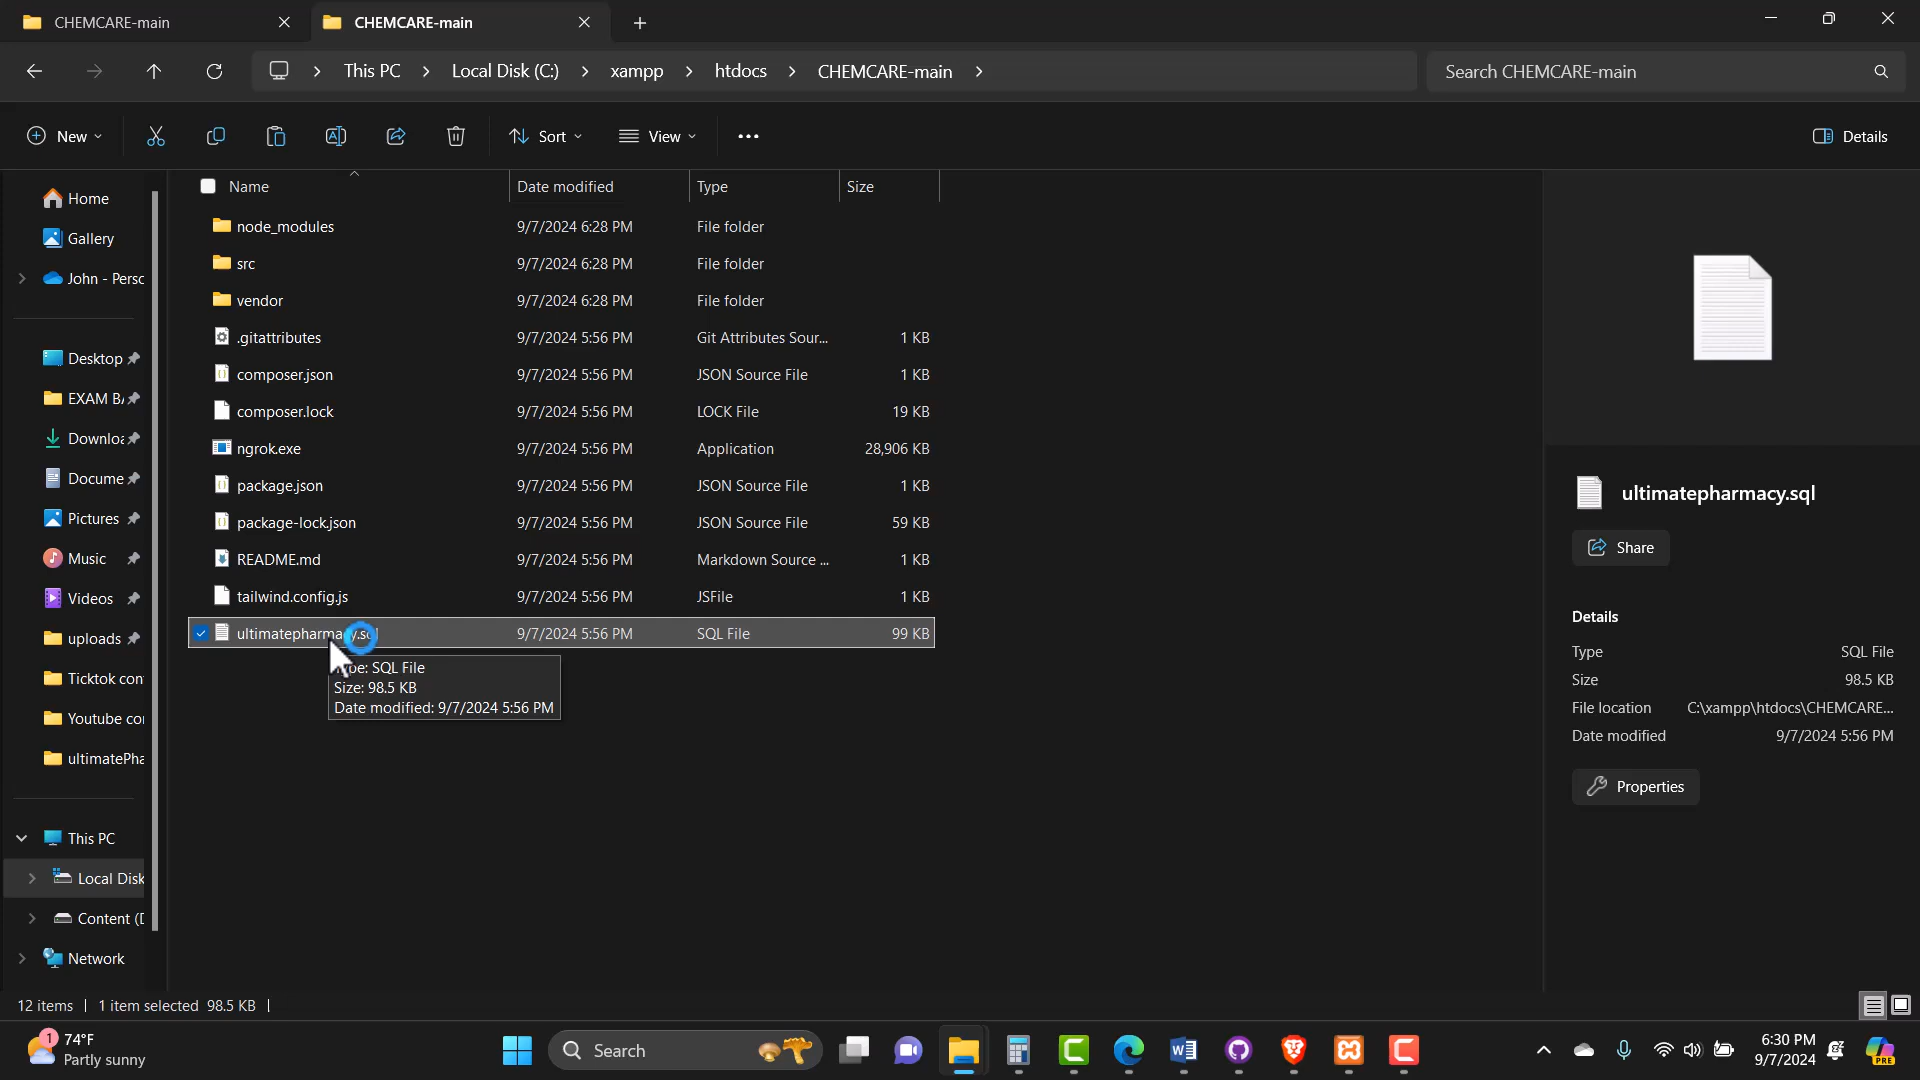 CHEMCARE-main
CHEMCARE-main
This PC
Local Disk (C:)
xampp
htdocs
CHEMCARE-main
Search CHEMCARE-main
New
Sort
View
Details
Name
Date modified
Type
Size
Home
Gallery
John - Persc
Desktop
EXAM BA
Downloa
Docume
Pictures
Music
Videos
uploads
Ticktok con
Youtube co
ultimatePha
This PC
Local Disk
Content (D
Network
node_modules 9/7/2024 6:28 PM File folder
src 9/7/2024 6:28 PM File folder
vendor 9/7/2024 6:28 PM File folder
.gitattributes 9/7/2024 5:56 PM Git Attributes Sour... 1 KB
composer.json 9/7/2024 5:56 PM JSON Source File 1 KB
composer.lock 9/7/2024 5:56 PM LOCK File 19 KB
ngrok.exe 9/7/2024 5:56 PM Application 28,906 KB
package.json 9/7/2024 5:56 PM JSON Source File 1 KB
package-lock.json 9/7/2024 5:56 PM JSON Source File 59 KB
README.md 9/7/2024 5:56 PM Markdown Source ... 1 KB
tailwind.config.js 9/7/2024 5:56 PM JSFile 1 KB
ultimatepharmacy.sql 9/7/2024 5:56 PM SQL File 99 KB
Type: SQL File
Size: 98.5 KB
Date modified: 9/7/2024 5:56 PM
ultimatepharmacy.sql
Share
Details
Type SQL File
Size 98.5 KB
File location C:\xampp\htdocs\CHEMCARE...
Date modified 9/7/2024 5:56 PM
Properties
12 items
1 item selected 98.5 KB
1
74°F
Partly sunny
Search
6:30 PM
9/7/2024
PRE